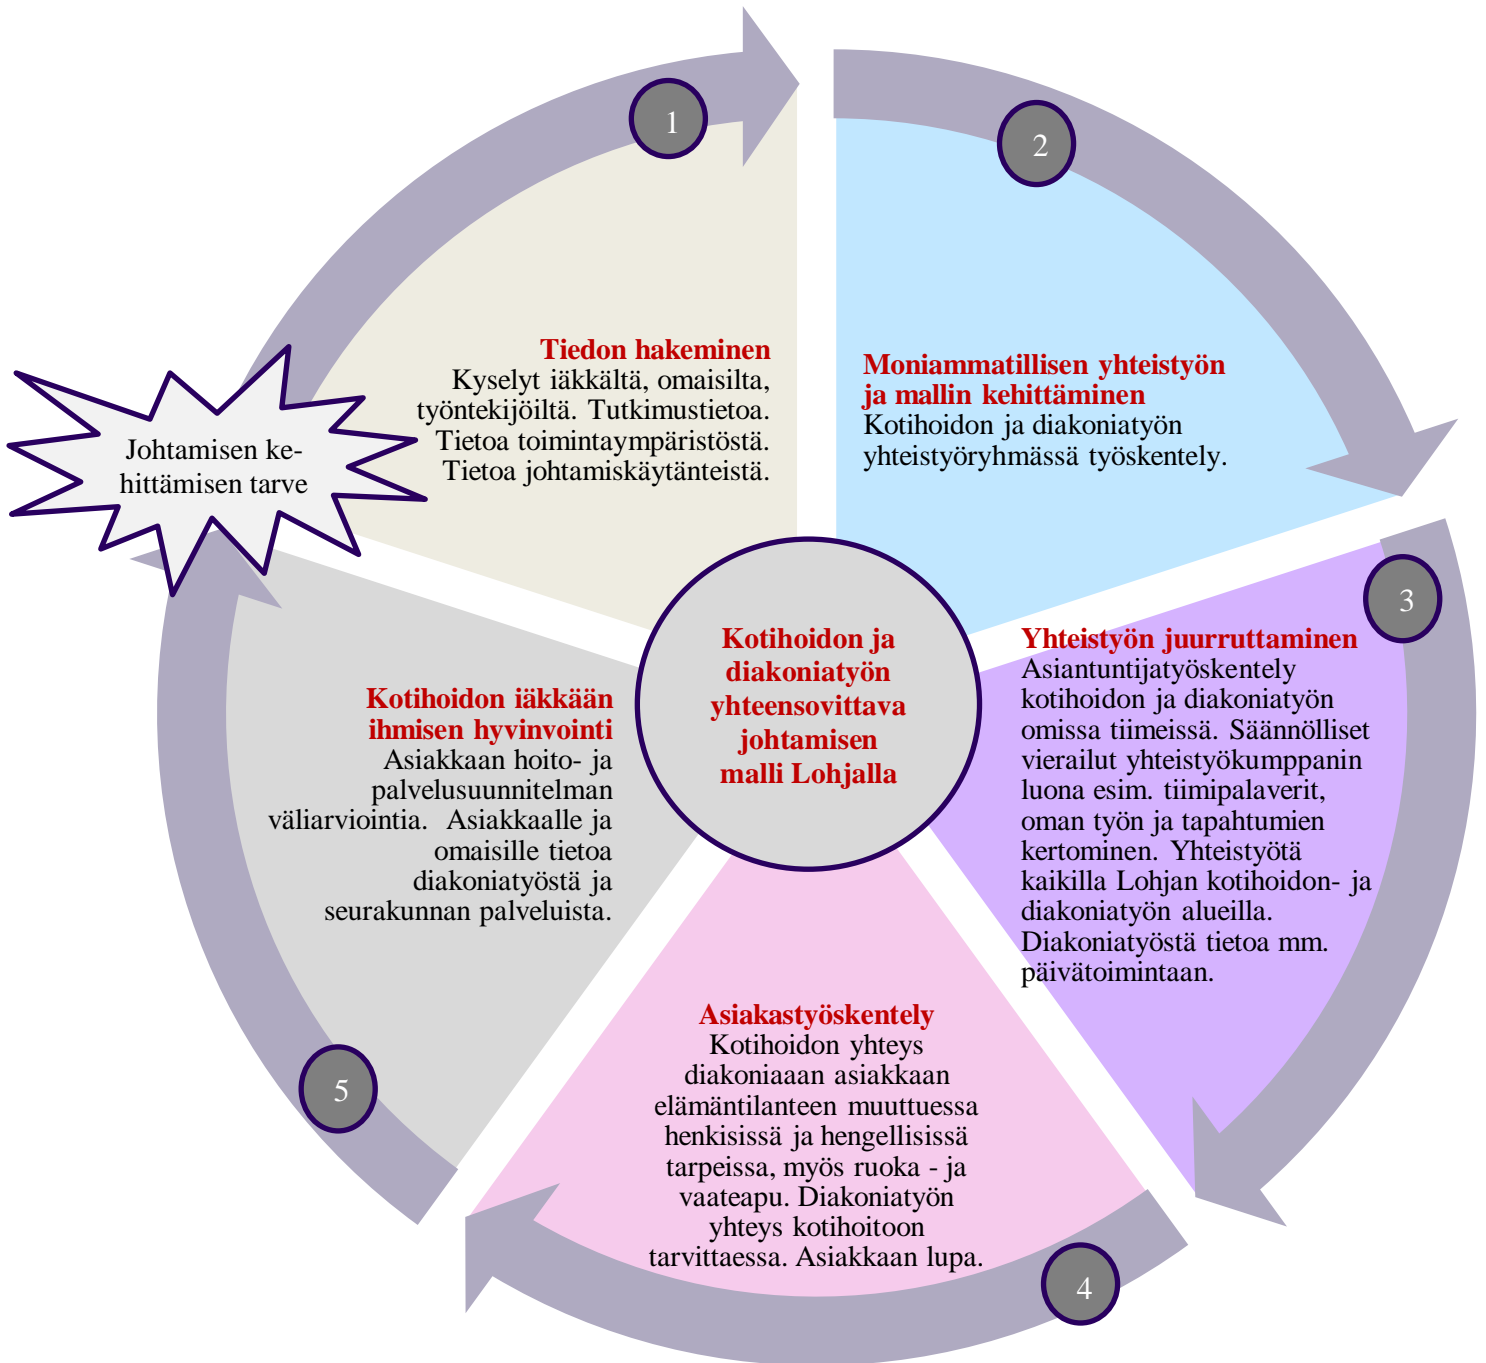 Johtamisen ke-
hittämisen tarve
1
Tiedon hakeminen
Kyselyt iäkkältä, omaisilta,
työntekijöiltä. Tutkimustietoa.
Tietoa toimintaympäristöstä.
Tietoa johtamiskäytänteistä.
2
Moniammatillisen yhteistyön
ja mallin kehittäminen
Kotihoidon ja diakoniatyön
yhteistyöryhmässä työskentely.
3
Yhteistyön juurruttaminen
Asiantuntijatyöskentely
kotihoidon ja diakoniatyön
omissa tiimeissä. Säännölliset
vierailut yhteistyökumppanin
luona esim. tiimipalaverit,
oman työn ja tapahtumien
kertominen. Yhteistyötä
kaikilla Lohjan kotihoidon- ja
diakoniatyön alueilla.
Diakoniatyöstä tietoa mm.
päivätoimintaan.
4
Asiakastyöskentely
Kotihoidon yhteys
diakoniaaan asiakkaan
elämäntilanteen muuttuessa
henkisissä ja hengellisissä
tarpeissa, myös ruoka - ja
vaateapu. Diakoniatyön
yhteys kotihoitoon
tarvittaessa. Asiakkaan lupa.
5
Kotihoidon iäkkään
ihmisen hyvinvointi
Asiakkaan hoito- ja
palvelusuunnitelman
väliarviointia. Asiakkaalle ja
omaisille tietoa
diakoniatyöstä ja
seurakunnan palveluista.
Kotihoidon ja
diakoniatyön
yhteensovittava
johtamisen
malli Lohjalla